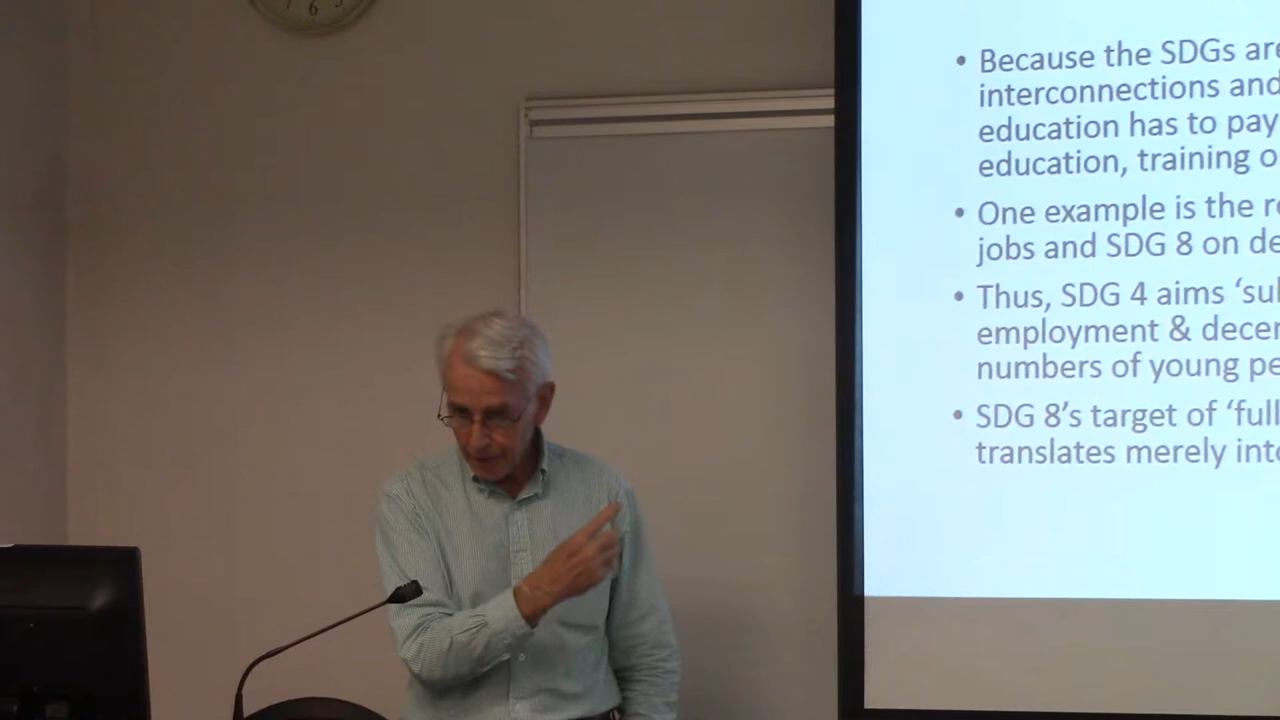 6
• Because the SDGs are
interconnections and
education has to pay
education, training o
• One example is the r
jobs and SDG 8 on de
• Thus, SDG 4 aims ‘su
employment & decen
numbers of young pe
• SDG 8’s target of ‘full
translates merely into